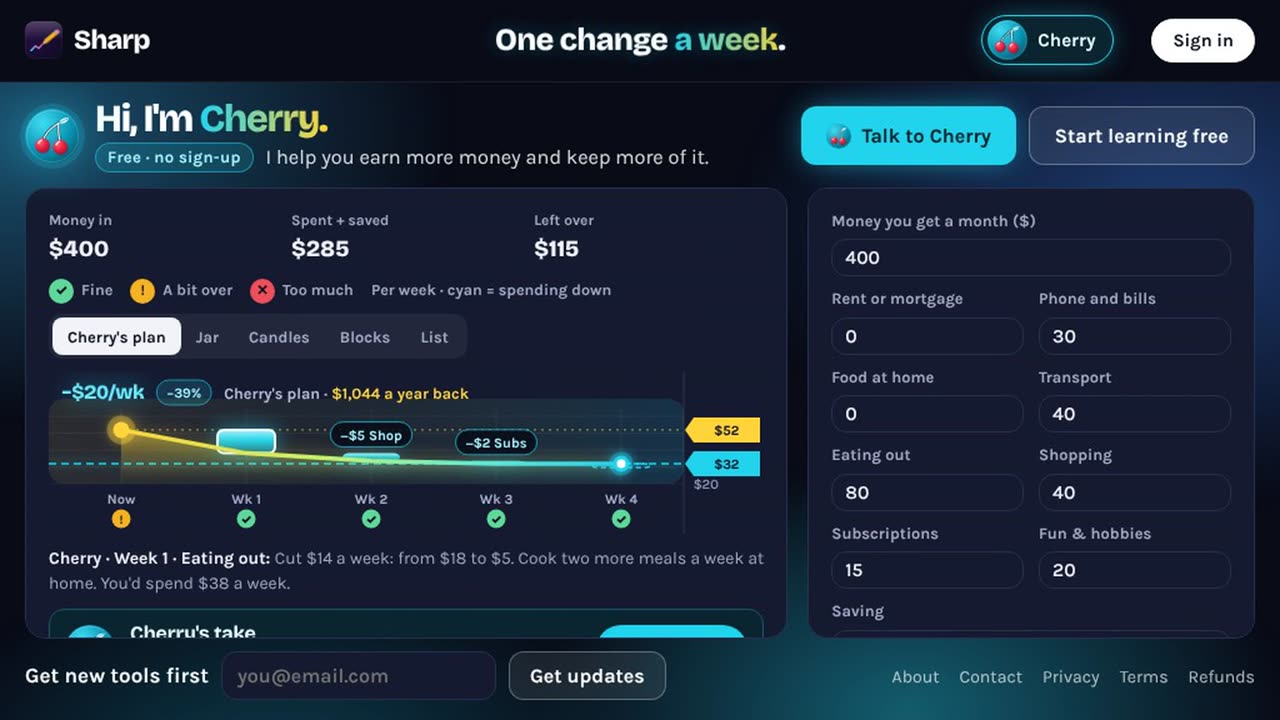 Sharp
One change a week.
Cherry
Sign in
Hi, I'm Cherry.
Free · no sign-up
I help you earn more money and keep more of it.
Talk to Cherry
Start learning free
Money in
$400
Spent + saved
$285
Left over
$115
Fine
A bit over
Too much
Per week · cyan = spending down
Cherry's plan
Jar
Candles
Blocks
List
−$20/wk
−39%
Cherry's plan · $1,044 a year back
−$5 Shop
−$2 Subs
$52
$32
$20
Now
Wk 1
Wk 2
Wk 3
Wk 4
Cherry · Week 1 · Eating out: Cut $14 a week: from $18 to $5. Cook two more meals a week at
home. You'd spend $38 a week.
Cherry's take
Money you get a month ($)
400
Rent or mortgage
0
Phone and bills
30
Food at home
0
Transport
40
Eating out
80
Shopping
40
Subscriptions
15
Fun & hobbies
20
Saving
Get new tools first
you@email.com
Get updates
About
Contact
Privacy
Terms
Refunds